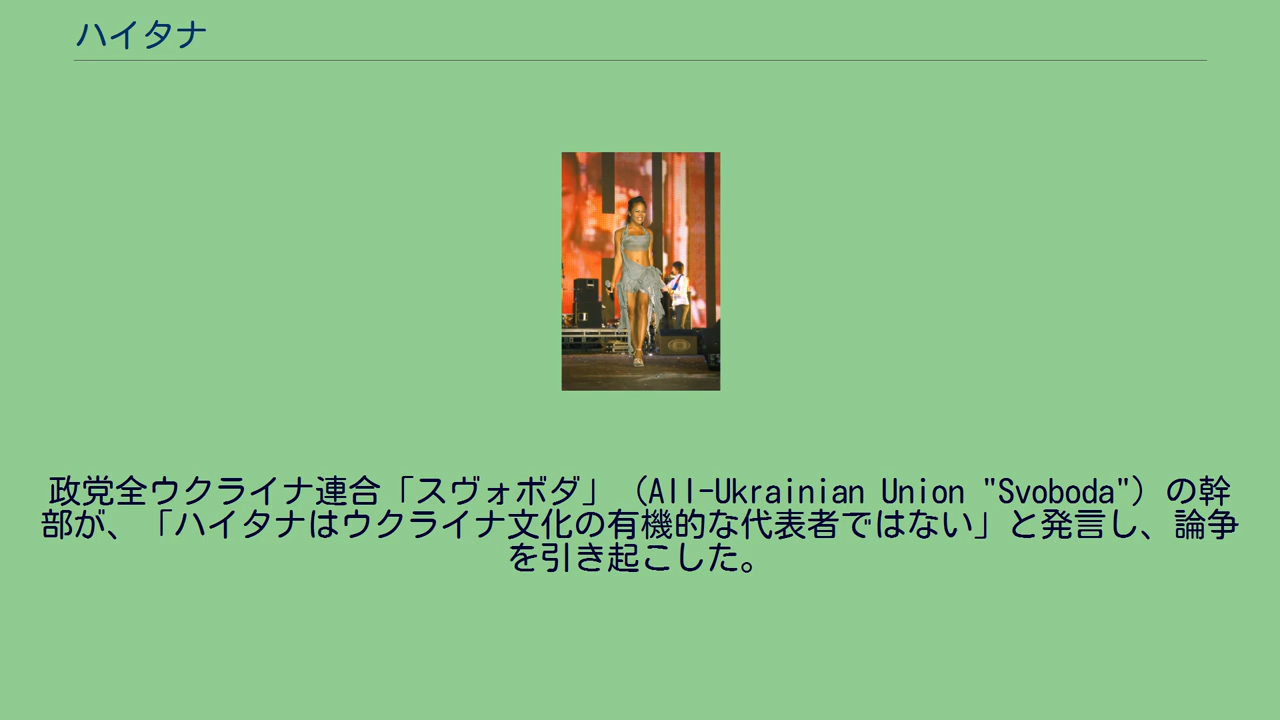 ハイタナ
政党全ウクライナ連合「スヴォボダ」（All-Ukrainian Union "Svoboda"）の幹
部が、「ハイタナはウクライナ文化の有機的な代表者ではない」と発言し、論争
を引き起こした。